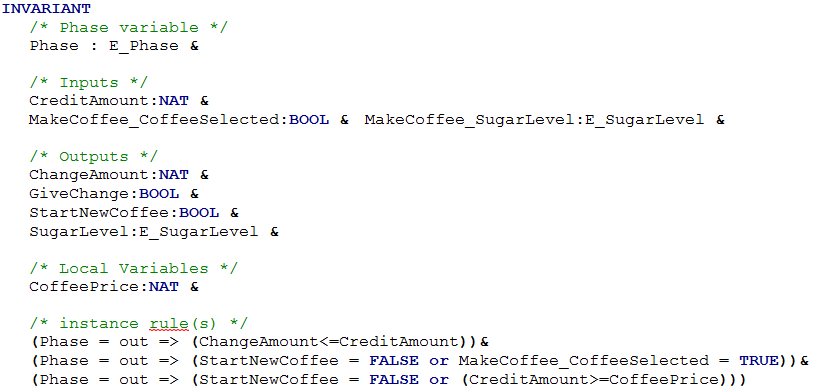 INVARIANT
/* Phase variable */
Phase : E_Phase &
/* Inputs */
CreditAmount:NAT &
MakeCoffee_CoffeeSelected:BOOL & MakeCoffee_SugarLevel:E_SugarLevel &
/* Outputs */
ChangeAmount:NAT &
GiveChange:BOOL &
StartNewCoffee:BOOL &
SugarLevel:E_SugarLevel &
/* Local Variables */
CoffeePrice:NAT &
/* instance rule(s) */
(Phase = out => (ChangeAmount<=CreditAmount))&
(Phase = out => (StartNewCoffee = FALSE or MakeCoffee_CoffeeSelected = TRUE))&
(Phase = out => (StartNewCoffee = FALSE or (CreditAmount>=CoffeePrice)))